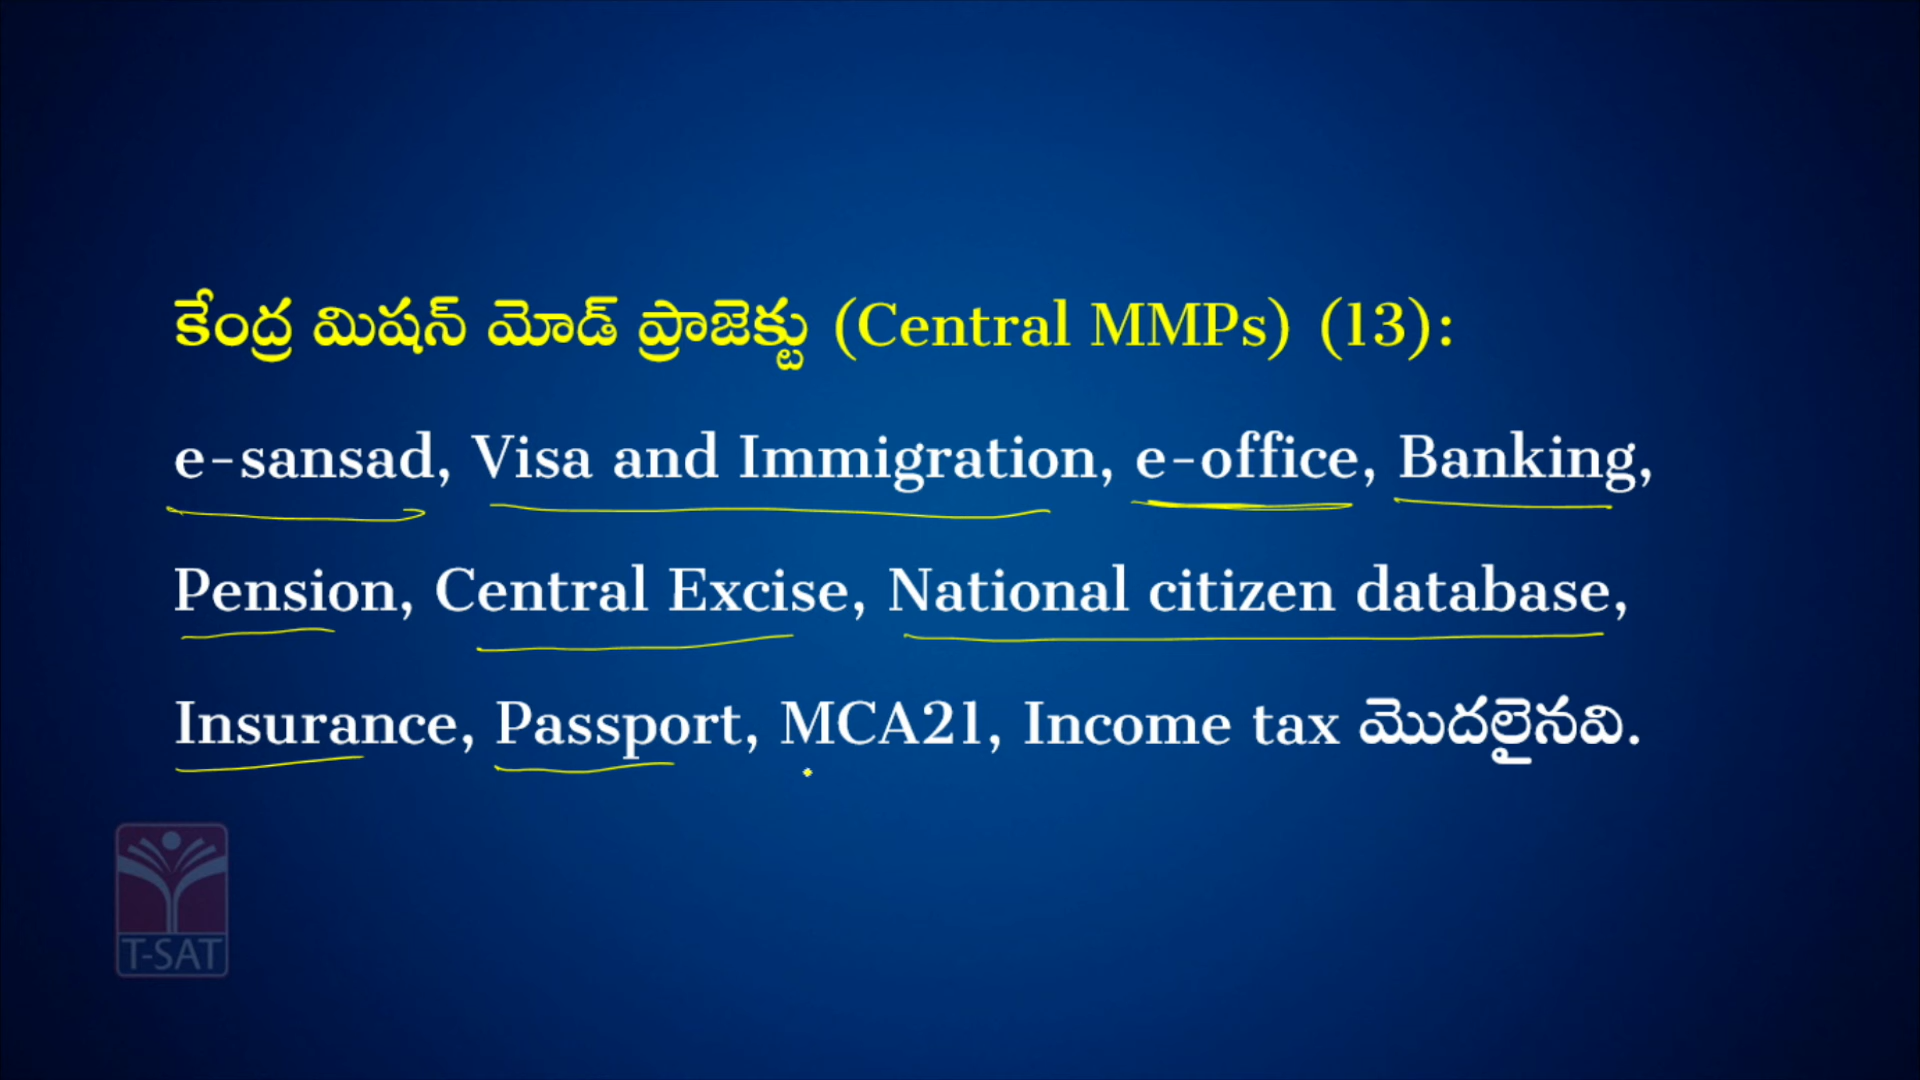 కేంద్ర మిషన్ మోడ్ ప్రాజెక్టు (Central MMPs) (13):
e-sansad, Visa and Immigration, e-office, Banking,
Pension, Central Excise, National citizen database,
Insurance, Passport, MCA21, Income tax మొదలైనవి.
T-SAT